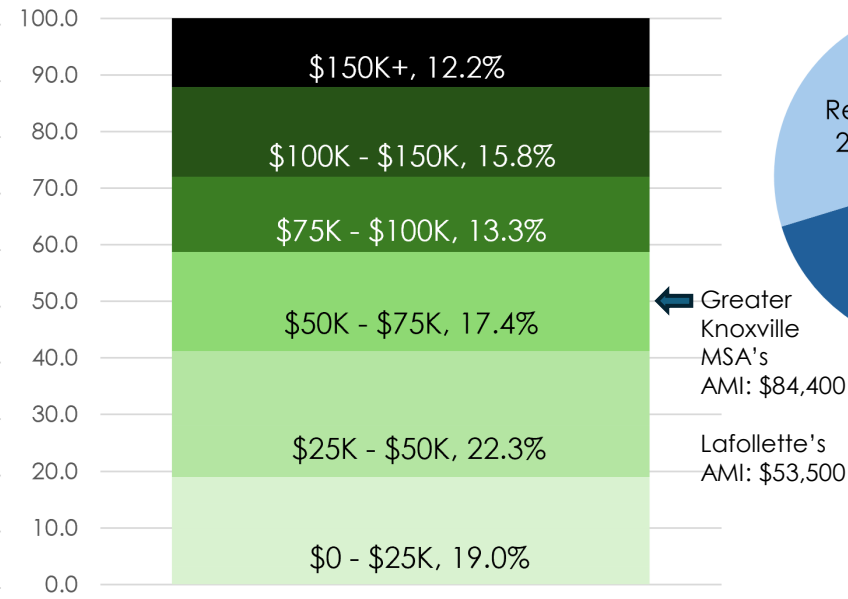 100.0
90.0
80.0
70.0
60.0
50.0
40.0
30.0
20.0
10.0
0.0
$150K+, 12.2%
$100K - $150K, 15.8%
$75K - $100K, 13.3%
$50K - $75K, 17.4%
$25K - $50K, 22.3%
$0 - $25K, 19.0%
Greater
Knoxville
MSA's
AMI: $84,400
Lafollette's
AMI: $53,500